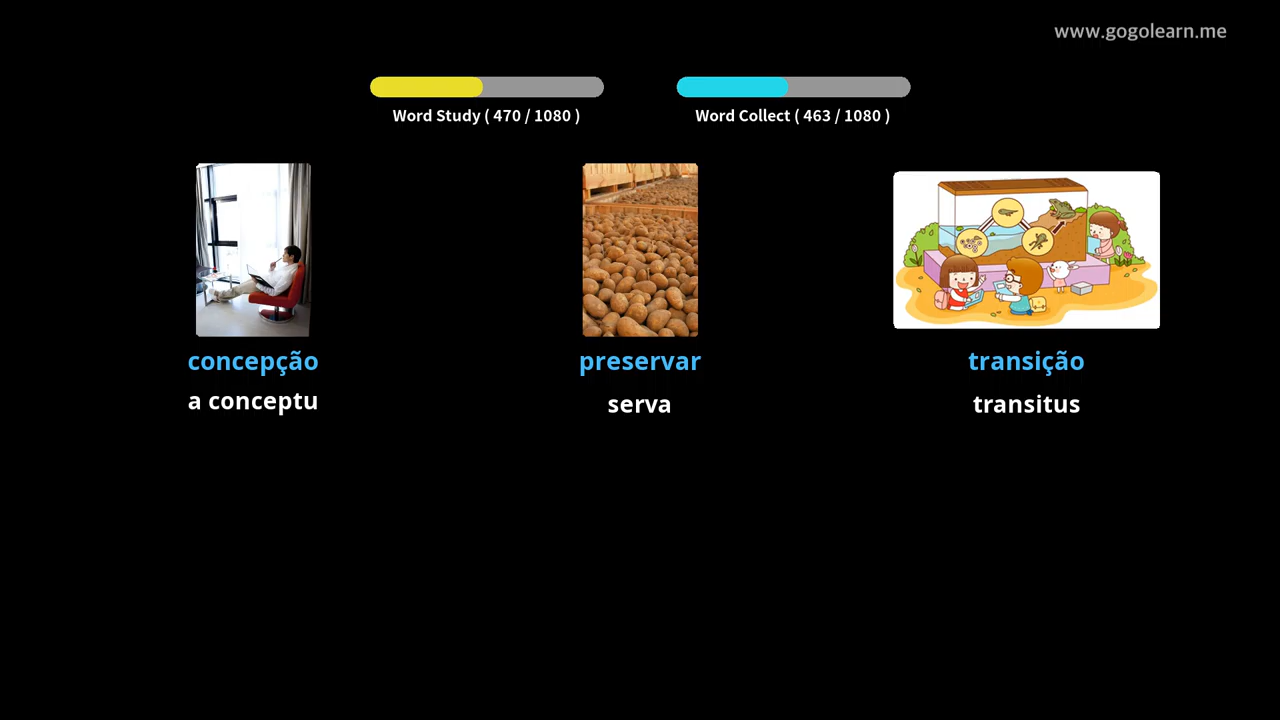 www.gogolearn.me
Word Study ( 470 / 1080 )
Word Collect ( 463 / 1080 )
concepção
preservar
transição
a conceptu
serva
transitus